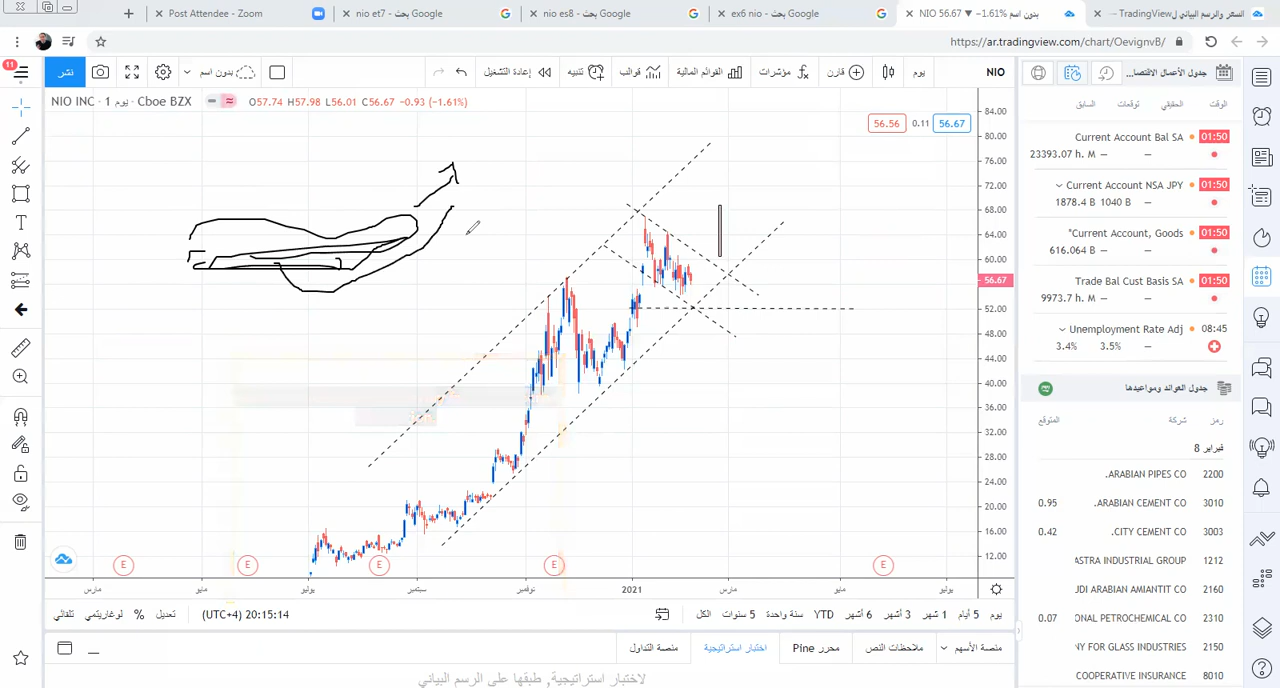 Post Attendee - Zoom
nio et7 - بحث Google
nio es8 - بحث Google
ex6 nio - بحث Google
NIO 56.67 ▼ −1.61% بدون اسم
السعر والرسم البياني لـTradingView —
https://ar.tradingview.com/chart/OevignvB/
11
نشر
بدون اسم
إعادة التشغيل
تنبيه
قوالب
القوائم المالية
مؤشرات
قارن
يوم
NIO
NIO INC · 1 يوم · Cboe BZX
O57.74 H57.98 L56.01 C56.67 −0.93 (−1.61%)
56.56 0.11 56.67
84.00
80.00
76.00
72.00
68.00
64.00
60.00
56.67
52.00
48.00
44.00
40.00
36.00
32.00
28.00
24.00
20.00
16.00
12.00
E E E E E
مارس مايو يوليو سبتمبر نوفمبر 2021 مارس مايو يوليو
تلقائي لوغاريتمي % تعديل
20:15:14 (UTC+4)
الكل 5 سنوات سنة واحدة YTD 6 أشهر 3 أشهر 1 شهر 5 أيام يوم
منصة الأسهم
ملاحظات النص
محرر Pine
اختبار استراتيجية
منصة التداول
لاختبار استراتيجية, طبقها على الرسم البياني
جدول الأعمال الاقتصا...
الوقت الحقيقي توقعات السابق
01:50 Current Account Bal SA
23393.07 h. M — —
01:50 Current Account NSA JPY
1878.4 B 1040 B —
01:50 Current Account, Goods"
616.064 B — —
01:50 Trade Bal Cust Basis SA
9973.7 h. M — —
08:45 Unemployment Rate Adj
3.4% 3.5% —
جدول العوائد ومواعيدها
رمز شركة المتوقع
فبراير 8
2200 ARABIAN PIPES CO.
3010 ARABIAN CEMENT CO. 0.95
3003 CITY CEMENT CO. 0.42
1212 ASTRA INDUSTRIAL GROUP
2160 UDI ARABIAN AMIANTIT CO
2310 ONAL PETROCHEMICAL CO 0.07
2150 NY FOR GLASS INDUSTRIES
8010 COOPERATIVE INSURANCE